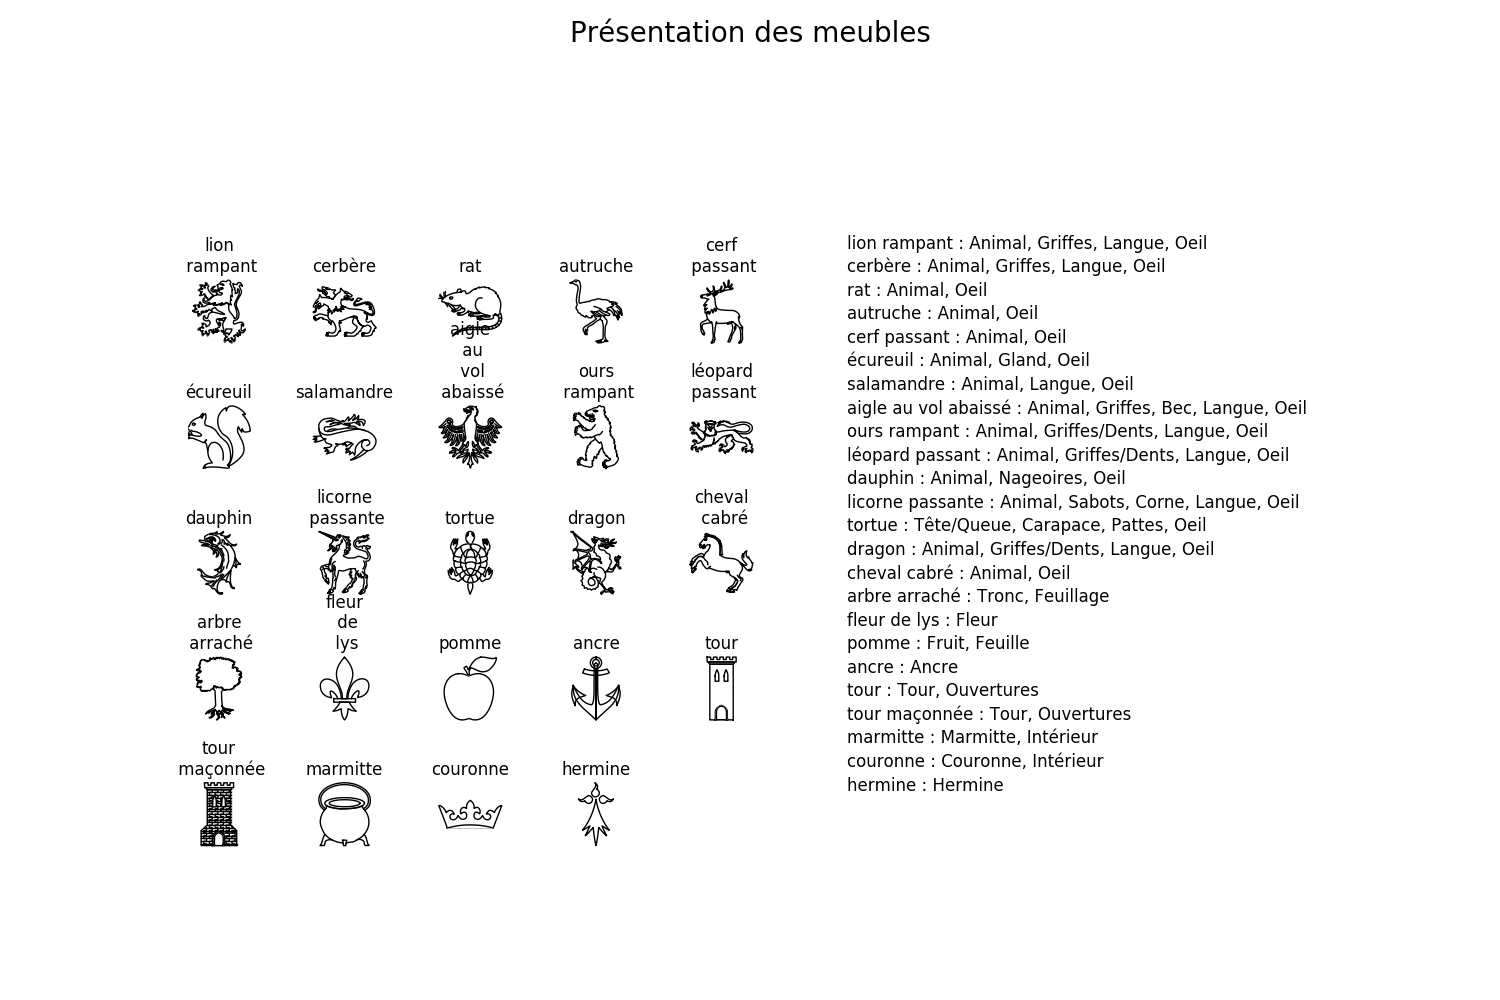 Présentation des meubles
lion
rampant
cerbère
rat
autruche
cerf
passant
écureuil
salamandre
aigle
au
vol
abaissé
ours
rampant
léopard
passant
dauphin
licorne
passante
tortue
dragon
cheval
cabré
arbre
arraché
fleur
de
lys
pomme
ancre
tour
tour
maçonnée
marmitte
couronne
hermine
lion rampant : Animal, Griffes, Langue, Oeil
cerbère : Animal, Griffes, Langue, Oeil
rat : Animal, Oeil
autruche : Animal, Oeil
cerf passant : Animal, Oeil
écureuil : Animal, Gland, Oeil
salamandre : Animal, Langue, Oeil
aigle au vol abaissé : Animal, Griffes, Bec, Langue, Oeil
ours rampant : Animal, Griffes/Dents, Langue, Oeil
léopard passant : Animal, Griffes/Dents, Langue, Oeil
dauphin : Animal, Nageoires, Oeil
licorne passante : Animal, Sabots, Corne, Langue, Oeil
tortue : Tête/Queue, Carapace, Pattes, Oeil
dragon : Animal, Griffes/Dents, Langue, Oeil
cheval cabré : Animal, Oeil
arbre arraché : Tronc, Feuillage
fleur de lys : Fleur
pomme : Fruit, Feuille
ancre : Ancre
tour : Tour, Ouvertures
tour maçonnée : Tour, Ouvertures
marmitte : Marmitte, Intérieur
couronne : Couronne, Intérieur
hermine : Hermine